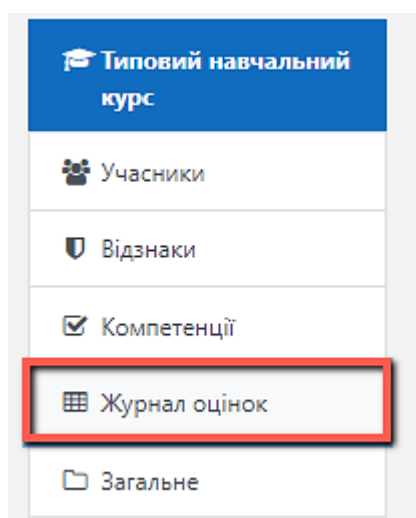 Типовий навчальний
курс
Учасники
Відзнаки
Компетенції
Журнал оцінок
Загальне